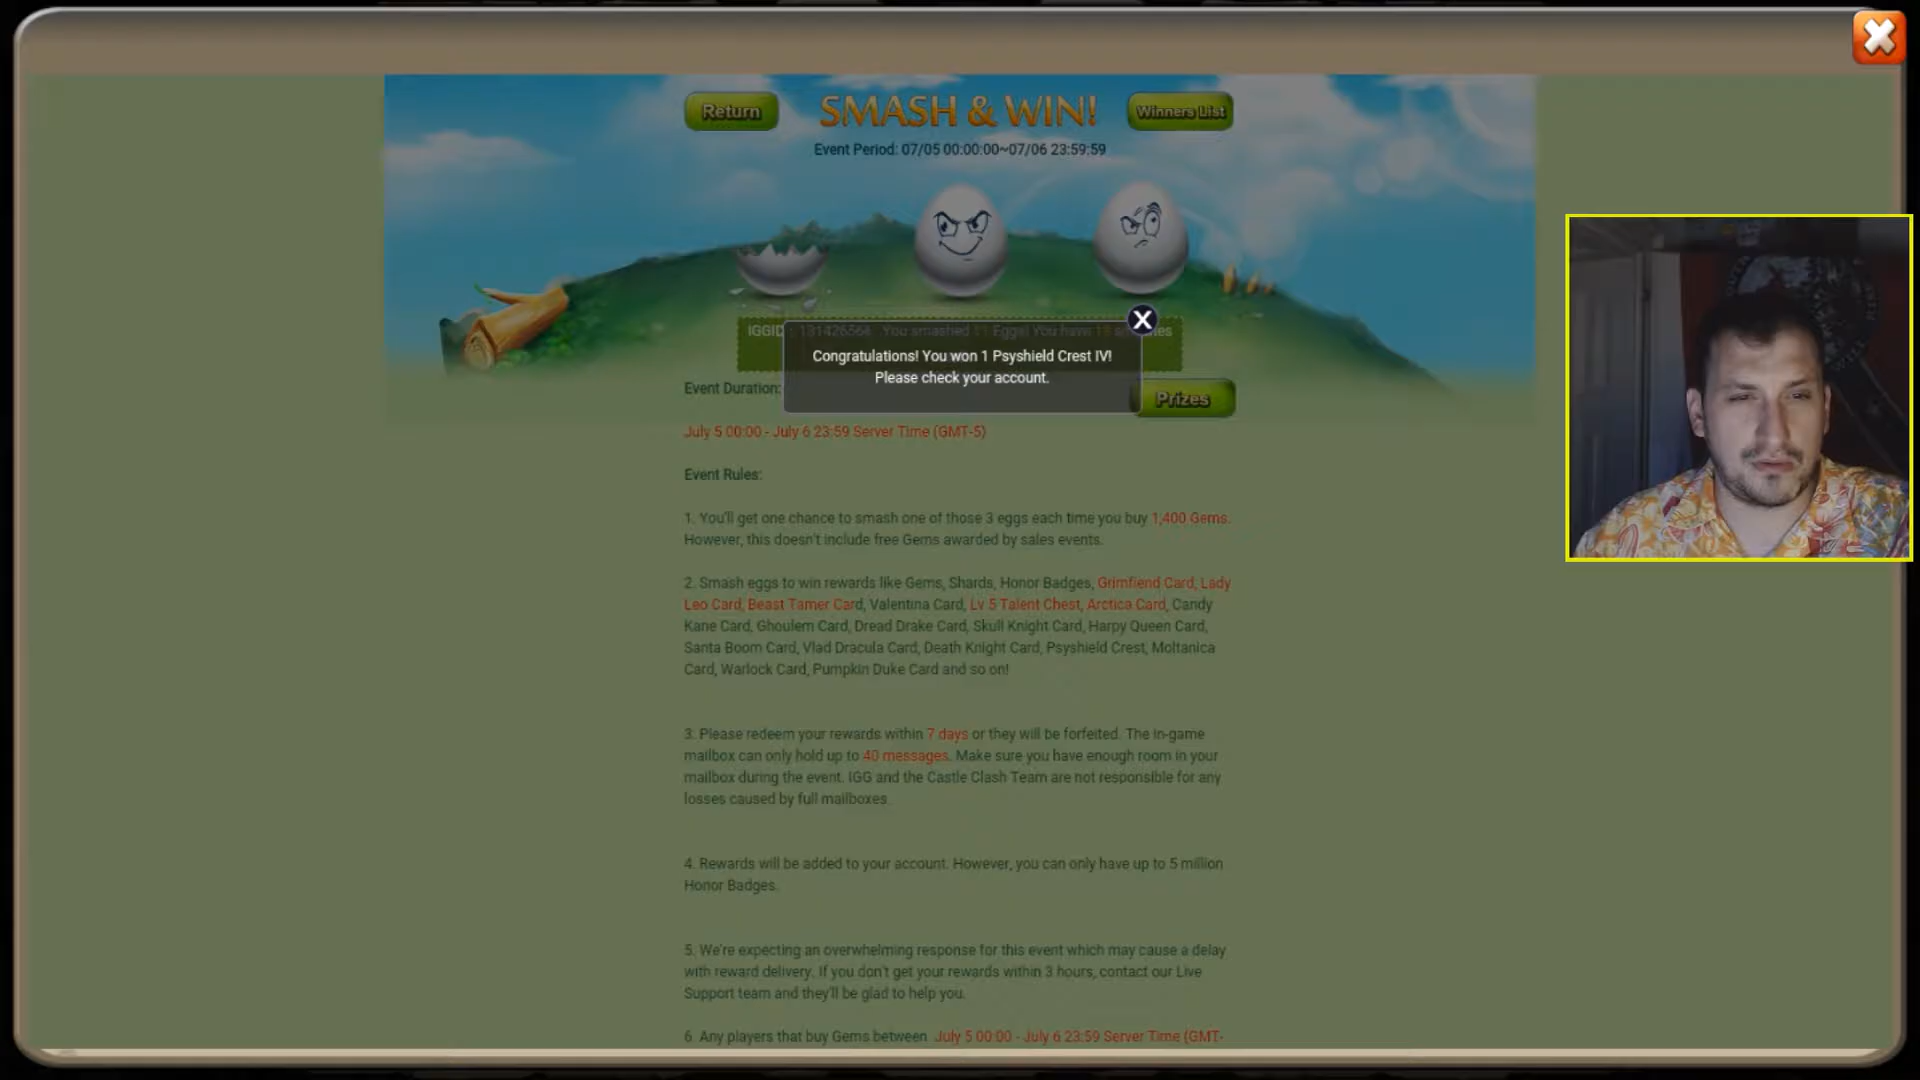 Return
SMASH & WIN!
Winners List
Event Period: 07/05 00:00:00~07/06 23:59:59
IGGID : 131426564 You smashed Eggs! You have
Congratulations! You won 1 Psyshield Crest IV!
Please check your account.
Event Duration:
Prizes
July 5 00:00 - July 6 23:59 Server Time (GMT-5)
Event Rules:
1. You'll get one chance to smash one of those 3 eggs each time you buy 1,400 Gems.
However, this doesn't include free Gems awarded by sales events.
2. Smash eggs to win rewards like Gems, Shards, Honor Badges, Grimfiend Card, Lady
Leo Card, Beast Tamer Card, Valentina Card, Lv 5 Talent Chest, Arctica Card, Candy
Kane Card, Ghoulem Card, Dread Drake Card, Skull Knight Card, Harpy Queen Card,
Santa Boom Card, Vlad Dracula Card, Death Knight Card, Psyshield Crest, Moltanica
Card, Warlock Card, Pumpkin Duke Card and so on!
3. Please redeem your rewards within 7 days or they will be forfeited. The in-game
mailbox can only hold up to 40 messages. Make sure you have enough room in your
mailbox during the event. IGG and the Castle Clash Team are not responsible for any
losses caused by full mailboxes.
4. Rewards will be added to your account. However, you can only have up to 5 million
Honor Badges.
5. We're expecting an overwhelming response for this event which may cause a delay
with reward delivery. If you don't get your rewards within 3 hours, contact our Live
Support team and they'll be glad to help you.
6. Any players that buy Gems between July 5 00:00 - July 6 23:59 Server Time (GMT-